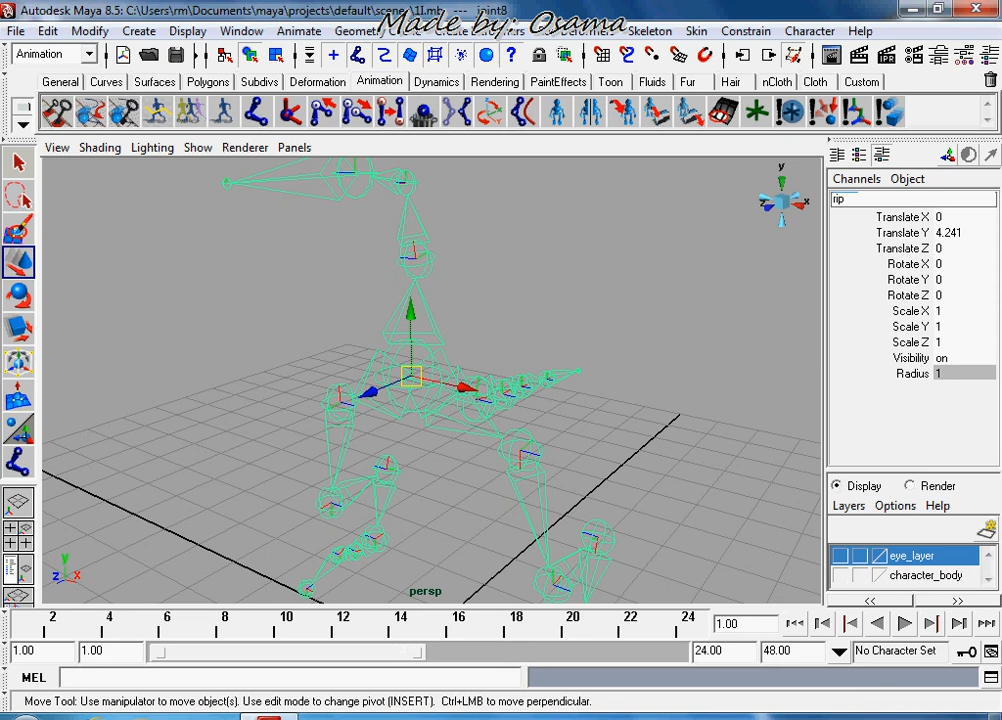 Autodesk Maya 8.5: C:\Users\rm\Documents\maya\projects\default\scene_1I.mb --- joint8
Made by: Osama
File Edit Modify Create Display Window Assets Animate Skeleton Skin Constrain Character Help
Animation
General Curves Surfaces Polygons Subdivs Deformation Animation Dynamics Rendering PaintEffects Toon Fluids Fur Hair nCloth Cloth Custom
View Shading Lighting Show Renderer Panels
Channels Object
rip
Translate X 0
Translate Y 4.241
Translate Z 0
Rotate X 0
Rotate Y 0
Rotate Z 0
Scale X 1
Scale Y 1
Scale Z 1
Visibility on
Radius 1
y
z x
Display Render
Layers Options Help
eye_layer
character_body
<< >>
y
z x
persp
2 4 6 8 10 12 14 16 18 20 22 24
1.00
1.00 1.00 24.00 48.00 No Character Set
MEL
Move Tool: Use manipulator to move object(s). Use edit mode to change pivot (INSERT). Ctrl+LMB to move perpendicular.